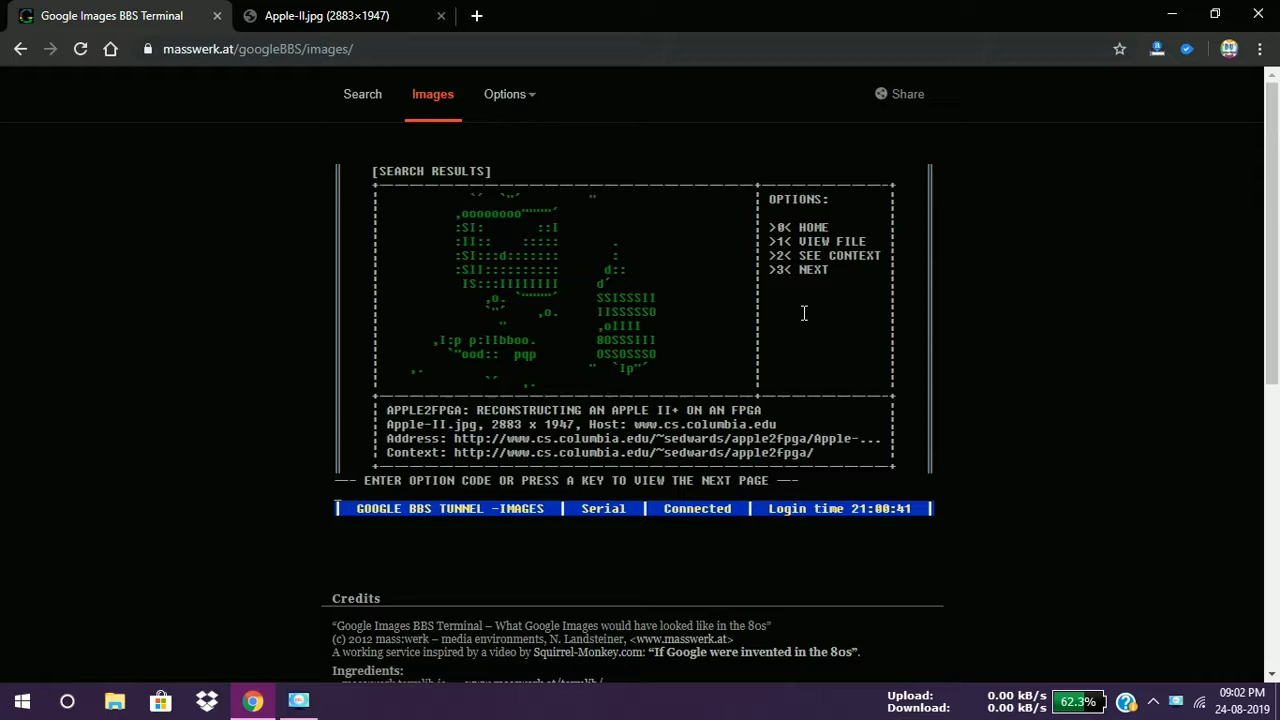 Google Images BBS Terminal
Apple-II.jpg (2883×1947)
masswerk.at/googleBBS/images/
Search
Images
Options
Share
[SEARCH RESULTS]
OPTIONS:
>0< HOME
>1< VIEW FILE
>2< SEE CONTEXT
>3< NEXT
APPLE2FPGA: RECONSTRUCTING AN APPLE II+ ON AN FPGA
Apple-II.jpg, 2883 x 1947, Host: www.cs.columbia.edu
Address: http://www.cs.columbia.edu/~sedwards/apple2fpga/Apple-...
Context: http://www.cs.columbia.edu/~sedwards/apple2fpga/
--- ENTER OPTION CODE OR PRESS A KEY TO VIEW THE NEXT PAGE ---
| GOOGLE BBS TUNNEL -IMAGES | Serial | Connected | Login time 21:00:41 |
Credits
“Google Images BBS Terminal – What Google Images would have looked like in the 80s”
(c) 2012 mass:werk – media environments, N. Landsteiner, <www.masswerk.at>
A working service inspired by a video by Squirrel-Monkey.com: “If Google were invented in the 80s”.
Ingredients:
Upload: 0.00 kB/s
Download: 0.00 kB/s
62.3%
09:02 PM
24-08-2019